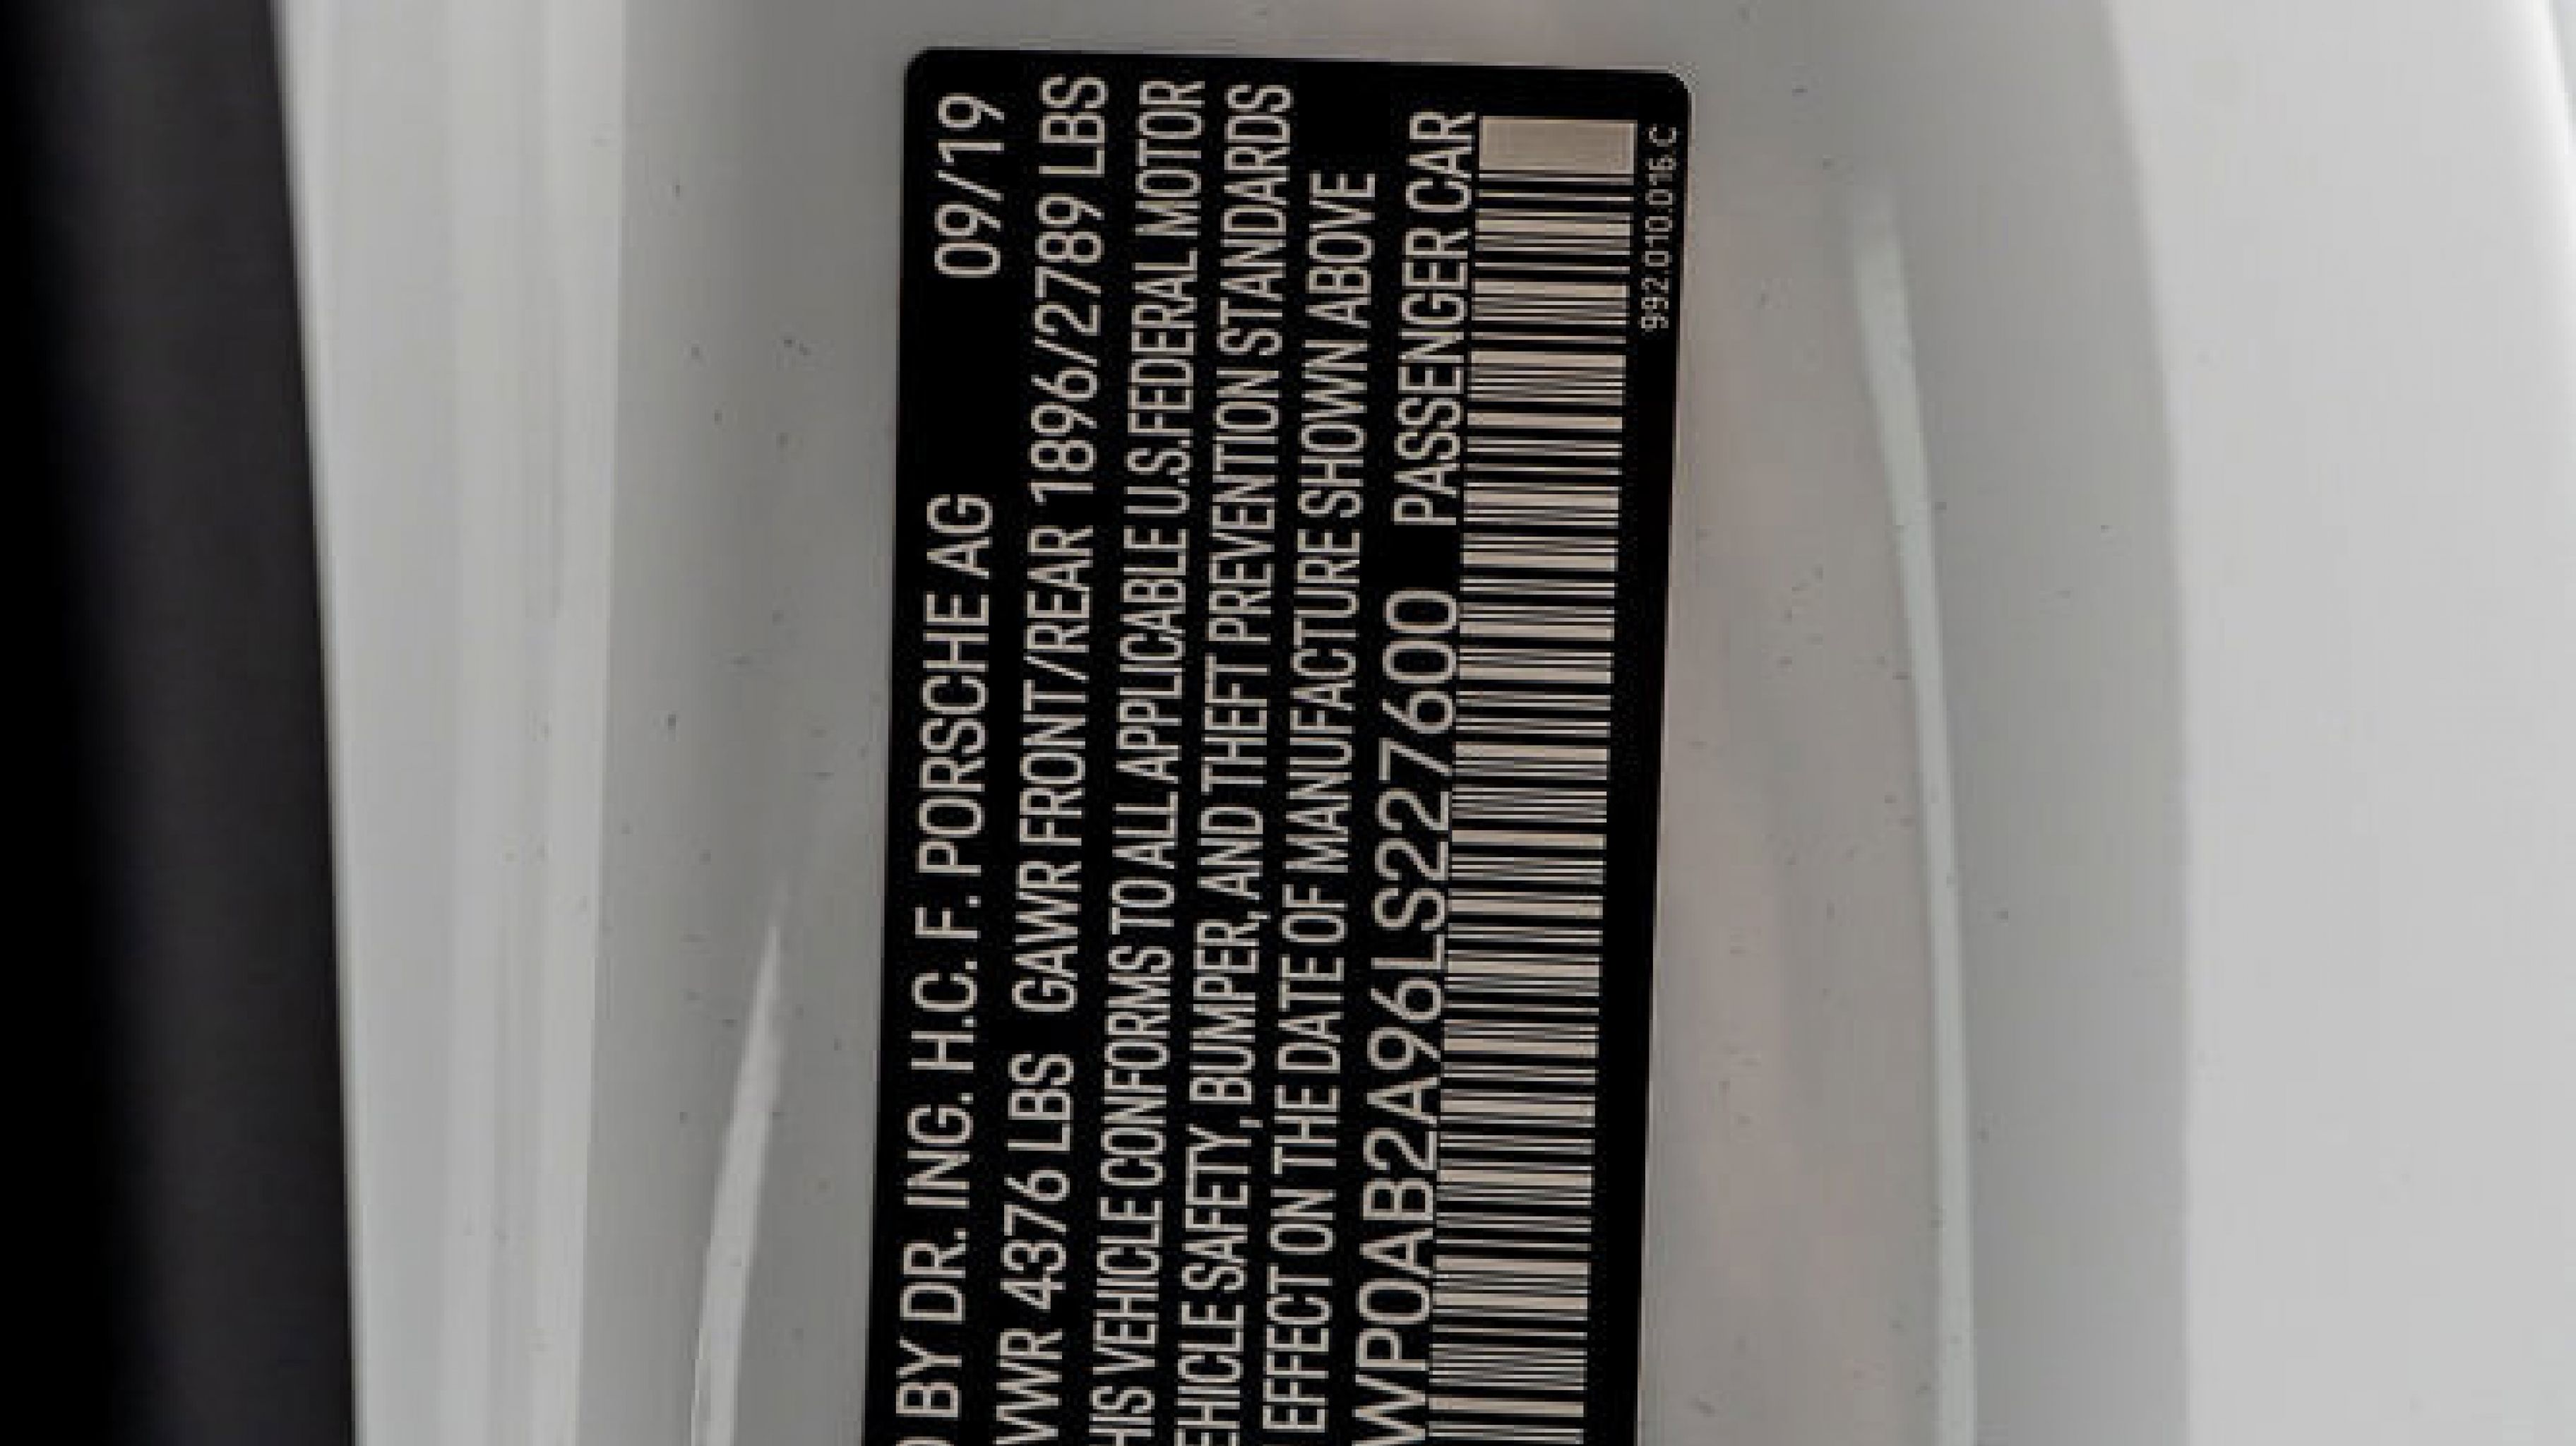 BY DR. ING. H.C. F. PORSCHE AG 09/19
VWR 4376 LBS GAWR FRONT/REAR 1896/2789 LBS
HIS VEHICLE CONFORMS TO ALL APPLICABLE U.S.FEDERAL MOTOR
EHICLE SAFETY, BUMPER, AND THEFT PREVENTION STANDARDS
EFFECT ON THE DATE OF MANUFACTURE SHOWN ABOVE
WP0AB2A96LS227600 PASSENGER CAR
992.010.016.C